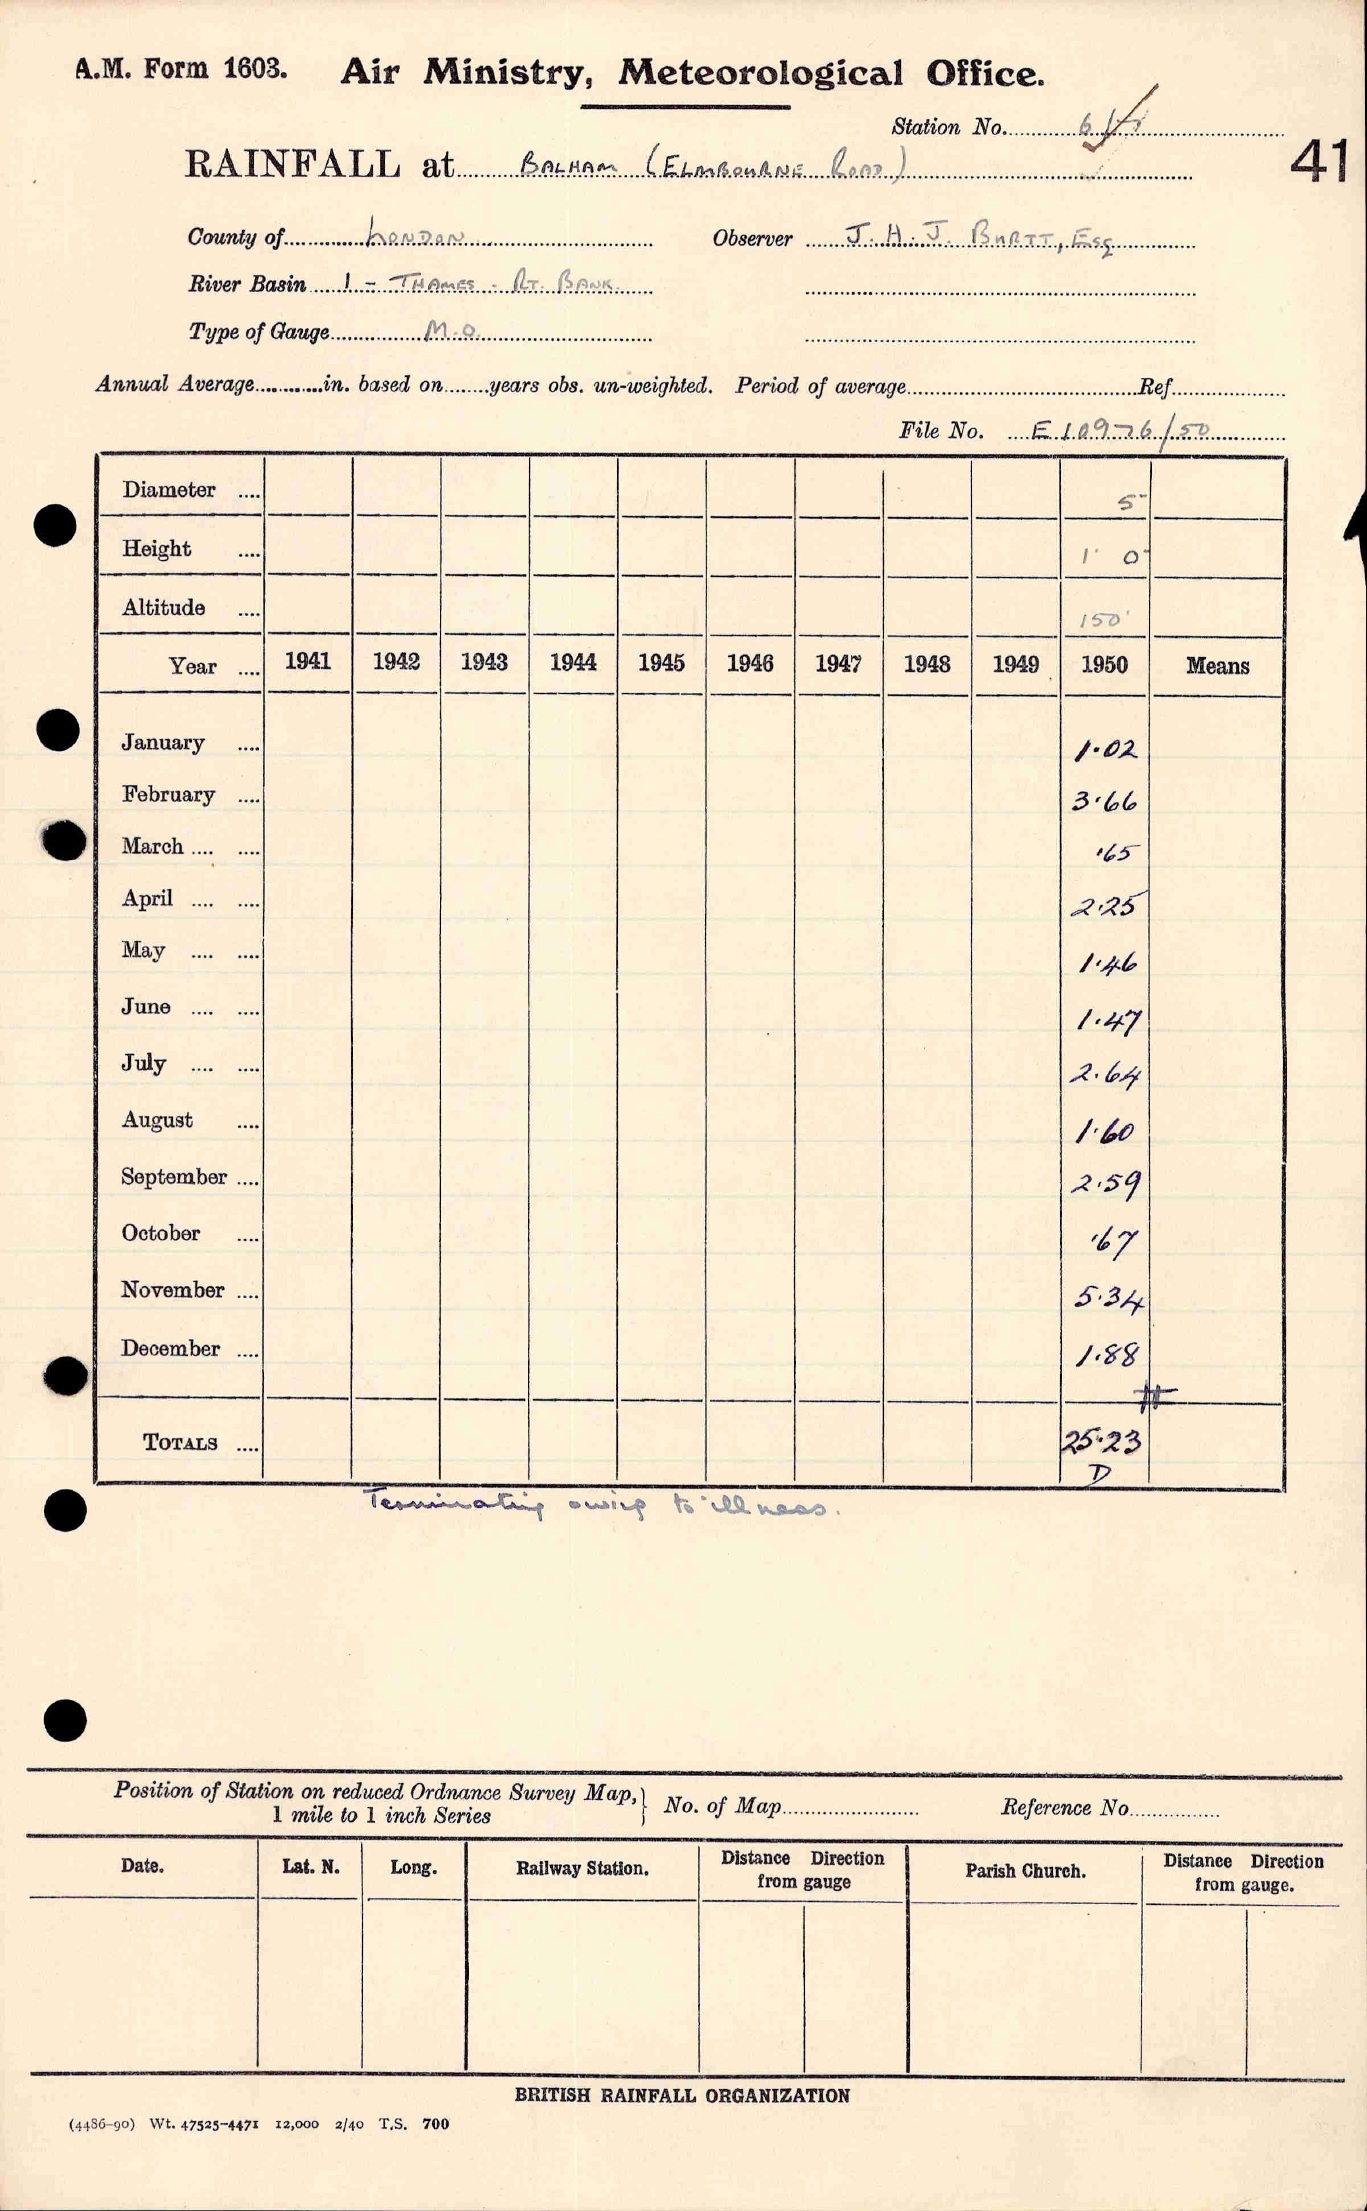 A.M. Form 1603. Air Ministry, Meteorological Office.
Station No.
41
RAINFALL at BALHAM (ELMBOURNE ROAD)
County of LONDON Observer J. H. J. BURTT, Esq
River Basin 1 - THAMES - RT. BANK.
Type of Gauge M.O.
Annual Average in. based on years obs. un-weighted. Period of average Ref.
File No. E10976/50
Diameter 5"
Height 1' 0"
Altitude 150'
Year 1941 1942 1943 1944 1945 1946 1947 1948 1949 1950 Means
January 1.02
February 3.66
March .65
April 2.25
May 1.46
June 1.47
July 2.64
August 1.60
September 2.59
October .67
November 5.34
December 1.88
TOTALS 25.23
D
Terminating owing to illness.
Position of Station on reduced Ordnance Survey Map, } No. of Map Reference No.
1 mile to 1 inch Series
Date. Lat. N. Long. Railway Station. Distance Direction from gauge Parish Church. Distance Direction from gauge.
BRITISH RAINFALL ORGANIZATION
(4486-90) Wt. 47525-4471 12,000 2/40 T.S. 700